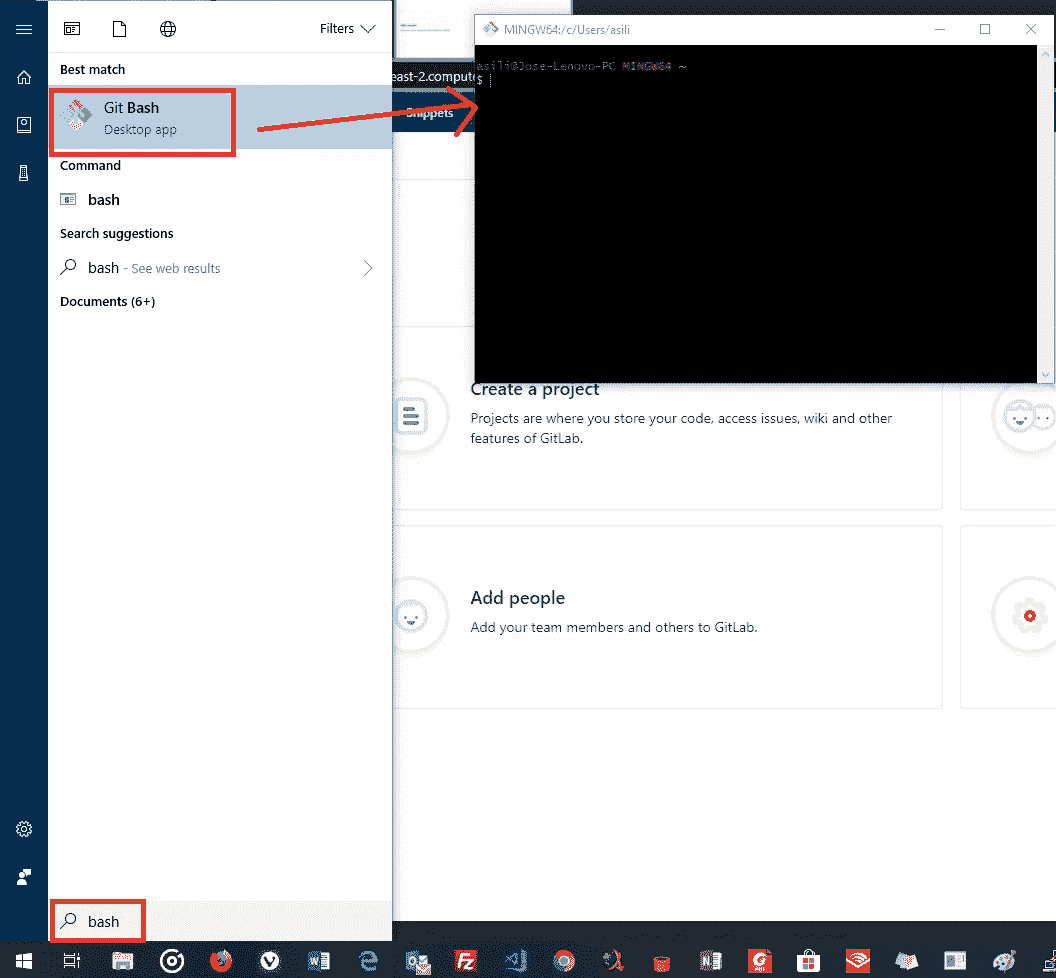 Filters
Best match
Git Bash
Desktop app
Command
bash
Search suggestions
bash - See web results
Documents (6+)
bash
MINGW64:/c/Users/asili
asili@Jose-Lenovo-PC MINGW64 ~
$
east-2.compute
Snippets
Create a project
Projects are where you store your code, access issues, wiki and other
features of GitLab.
Add people
Add your team members and others to GitLab.